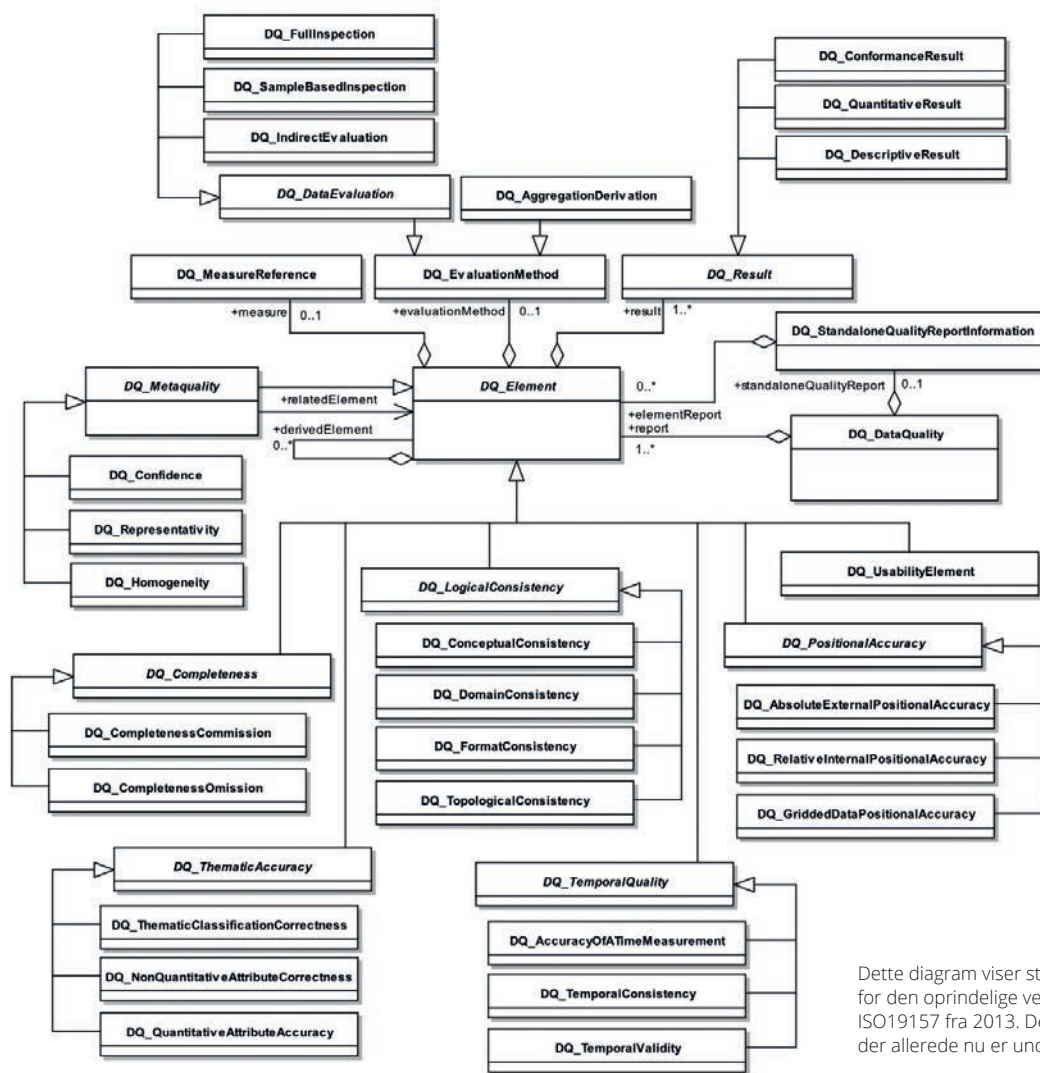 DQ_FullInspection
DQ_SampleBasedInspection
DQ_IndirectEvaluation
DQ_DataEvaluation
DQ_AggregationDerivation
DQ_ConformanceResult
DQ_QuantitativeResult
DQ_DescriptiveResult
DQ_MeasureReference
DQ_EvaluationMethod
DQ_Result
+measure 0..1
+evaluationMethod 0..1
+result 1..*
DQ_StandaloneQualityReportInformation
DQ_Metaquality
DQ_Element
0..*
+standaloneQualityReport 0..1
+relatedElement
+elementReport
+derivedElement
+report
0..*
1..*
DQ_DataQuality
DQ_Confidence
DQ_Representativity
DQ_Homogeneity
DQ_LogicalConsistency
DQ_UsabilityElement
DQ_ConceptualConsistency
DQ_DomainConsistency
DQ_FormatConsistency
DQ_TopologicalConsistency
DQ_PositionalAccuracy
DQ_AbsoluteExternalPositionalAccuracy
DQ_RelativeInternalPositionalAccuracy
DQ_GriddedDataPositionalAccuracy
DQ_Completeness
DQ_CompletenessCommission
DQ_CompletenessOmission
DQ_ThematicAccuracy
DQ_ThematicClassificationCorrectness
DQ_NonQuantitativeAttributeCorrectness
DQ_QuantitativeAttributeAccuracy
DQ_TemporalQuality
DQ_AccuracyOfATimeMeasurement
DQ_TemporalConsistency
DQ_TemporalValidity
Dette diagram viser st
for den oprindelige ve
ISO19157 fra 2013. De
der allerede nu er und